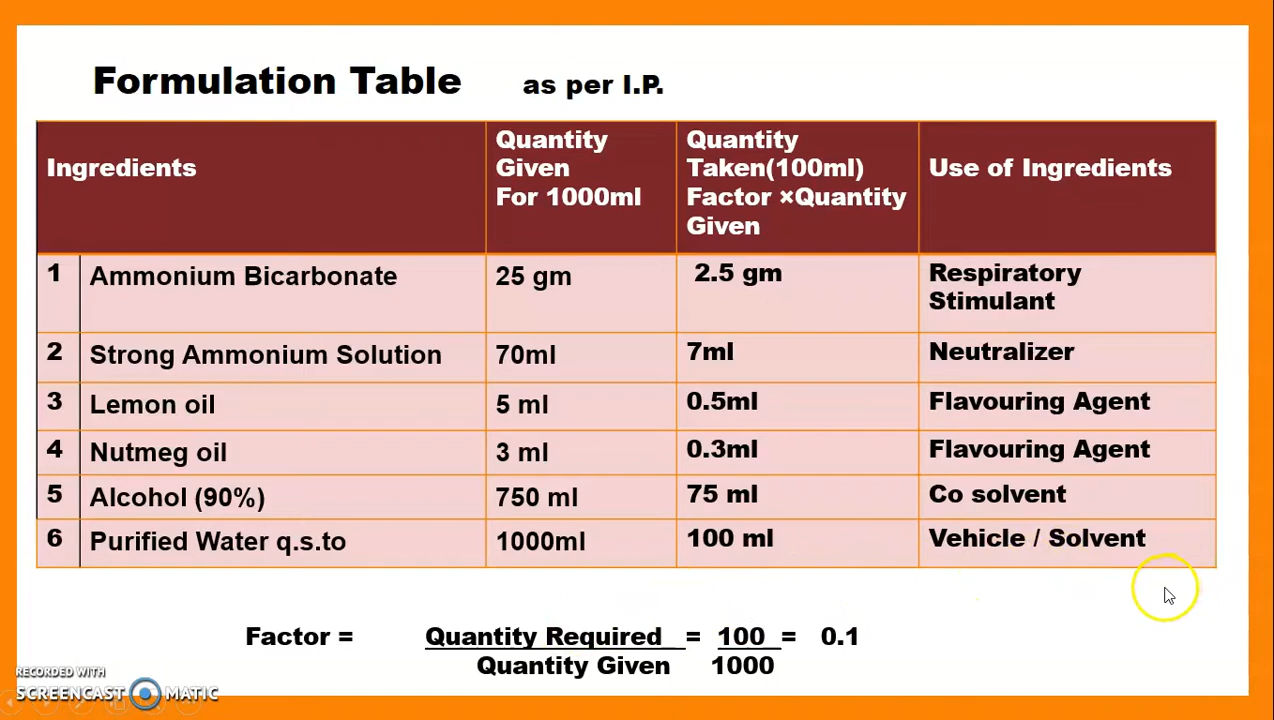 Formulation Table as per I.P.
Ingredients
Quantity
Given
For 1000ml
Quantity
Taken(100ml)
Factor ×Quantity
Given
Use of Ingredients
1 Ammonium Bicarbonate 25 gm 2.5 gm Respiratory
Stimulant
2 Strong Ammonium Solution 70ml 7ml Neutralizer
3 Lemon oil 5 ml 0.5ml Flavouring Agent
4 Nutmeg oil 3 ml 0.3ml Flavouring Agent
5 Alcohol (90%) 750 ml 75 ml Co solvent
6 Purified Water q.s.to 1000ml 100 ml Vehicle / Solvent
Factor = Quantity Required = 100 = 0.1
Quantity Given 1000
RECORDED WITH
SCREENCAST MATIC